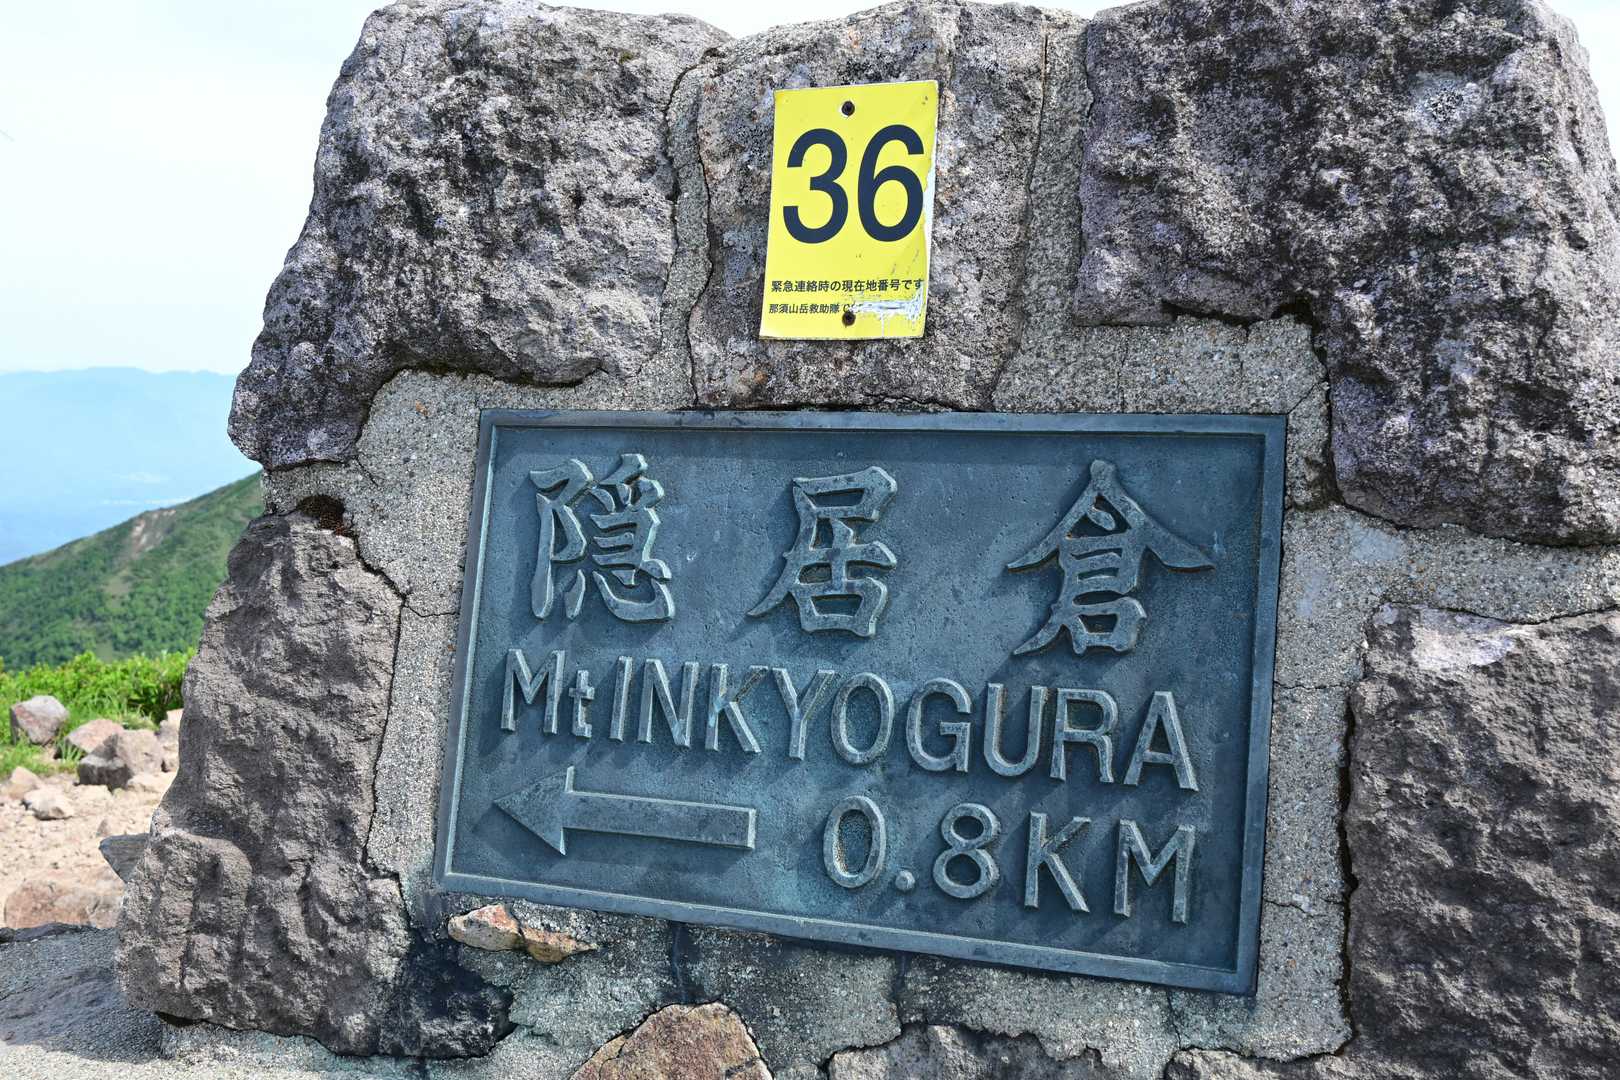 36
緊急連絡時の現在地番号です
那須山岳救助隊
隠居倉
Mt INKYOGURA
0.8KM